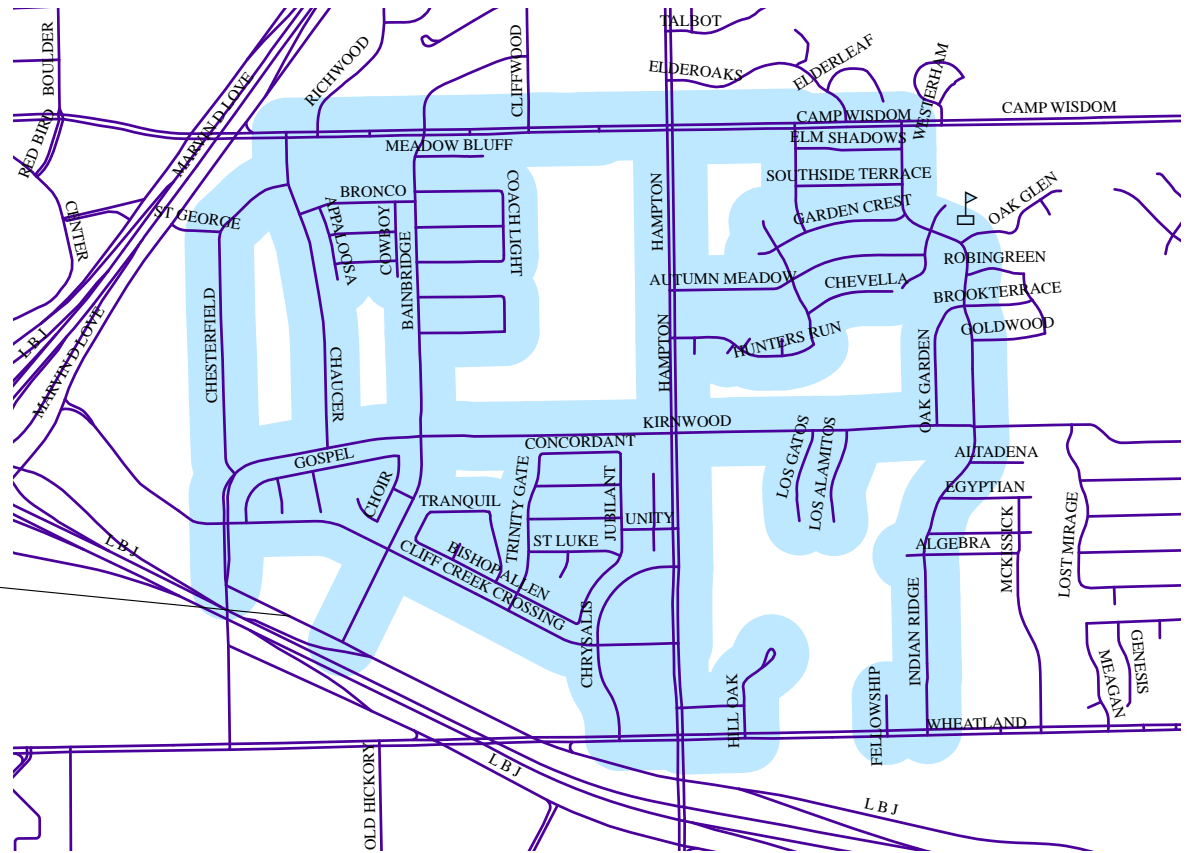 TALBOT
BOULDER
RICHWOOD
CLIFFWOOD
ELDEROAKS
ELDERLEAF
WESTERHAM
MARVIN D LOVE
CAMP WISDOM
CAMP WISDOM
RED BIRD
MEADOW BLUFF
ELM SHADOWS
SOUTHSIDE TERRACE
BRONCO
COACH LIGHT
HAMPTON
OAK GLEN
CENTER
ST GEORGE
APPALOOSA
COWBOY
GARDEN CREST
BAINBRIDGE
ROBINGREEN
AUTUMN MEADOW
CHEVELLA
BROOKTERRACE
L B J
MARVIN D LOVE
CHESTERFIELD
CHAUCER
HAMPTON
HUNTERS RUN
GOLDWOOD
OAK GARDEN
KIRNWOOD
CONCORDANT
GOSPEL
LOS GATOS
LOS ALAMITOS
ALTADENA
CHOIR
TRANQUIL
TRINITY GATE
JUBILANT
EGYPTIAN
UNITY
MCKISSICK
LOST MIRAGE
L B J
ST LUKE
ALGEBRA
BISHOP ALLEN
CLIFF CREEK CROSSING
CHRYSALIS
INDIAN RIDGE
GENESIS
MEAGAN
HILL OAK
FELLOWSHIP
WHEATLAND
L B J
OLD HICKORY
L B J